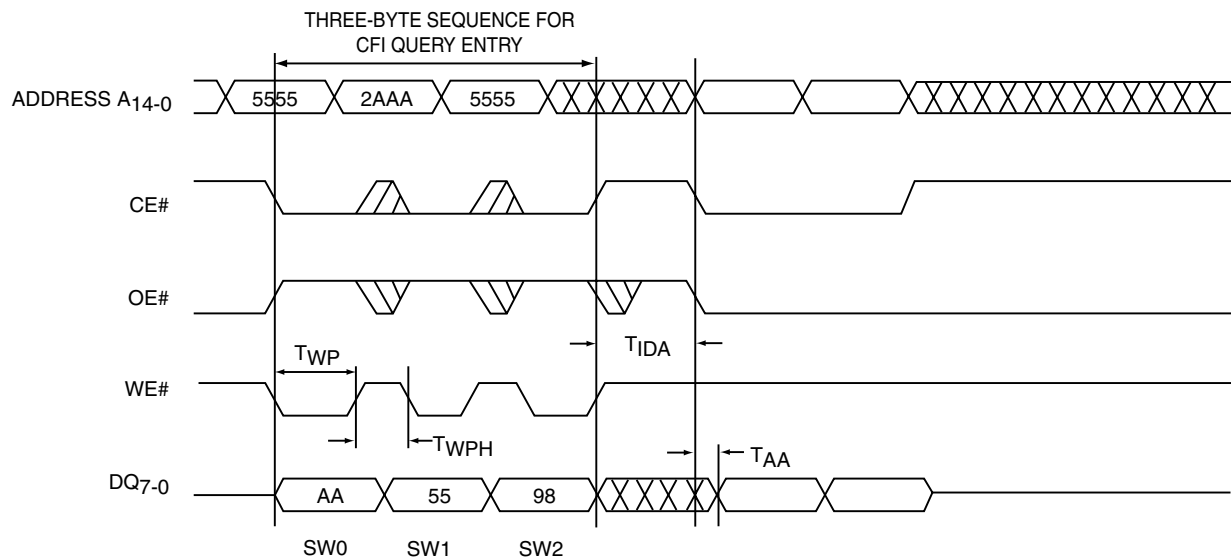 THREE-BYTE SEQUENCE FOR
CFI QUERY ENTRY
ADDRESS A14-0
5555 2AAA 5555
CE#
OE#
TIDA
TWP
WE#
TWPH
TAA
DQ7-0
AA 55 98
SW0 SW1 SW2